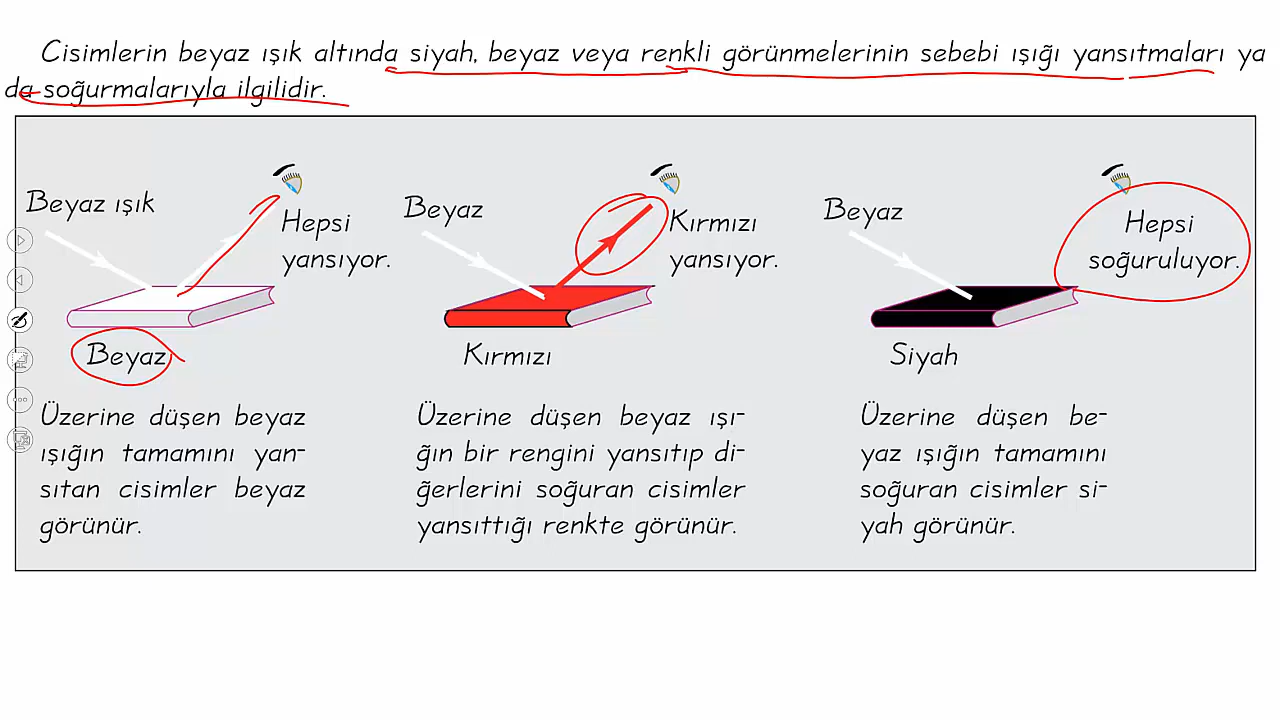 Cisimlerin beyaz ışık altında siyah, beyaz veya renkli görünmelerinin sebebi ışığı yansıtmaları ya
da soğurmalarıyla ilgilidir.
Beyaz ışık
Hepsi
yansıyor.
Beyaz
Üzerine düşen beyaz
ışığın tamamını yan-
sıtan cisimler beyaz
görünür.
Beyaz
Kırmızı
yansıyor.
Kırmızı
Üzerine düşen beyaz ışı-
ğın bir rengini yansıtıp di-
ğerlerini soğuran cisimler
yansıttığı renkte görünür.
Beyaz
Hepsi
soğuruluyor.
Siyah
Üzerine düşen be-
yaz ışığın tamamını
soğuran cisimler si-
yah görünür.